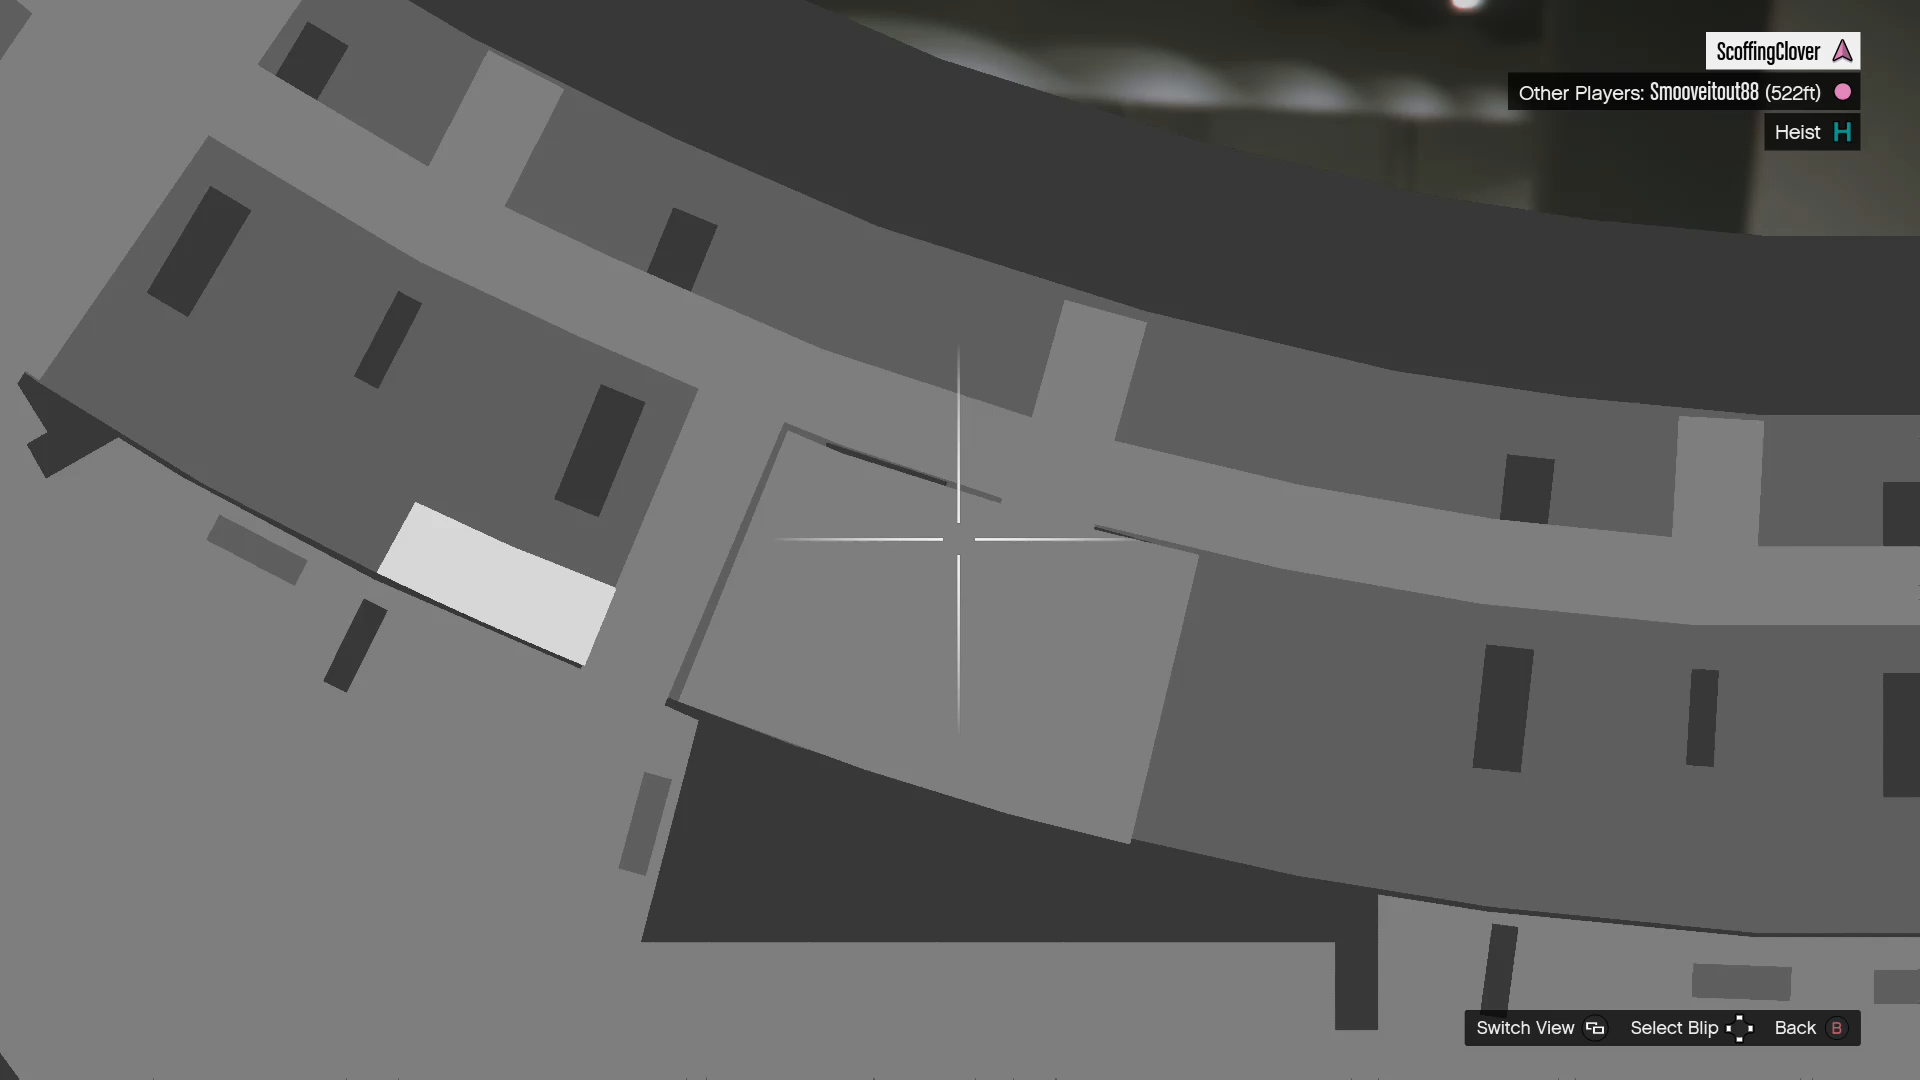 ScoffingClover
Other Players: Smooveitout88 (522ft)
Heist H
Switch View Select Blip Back B